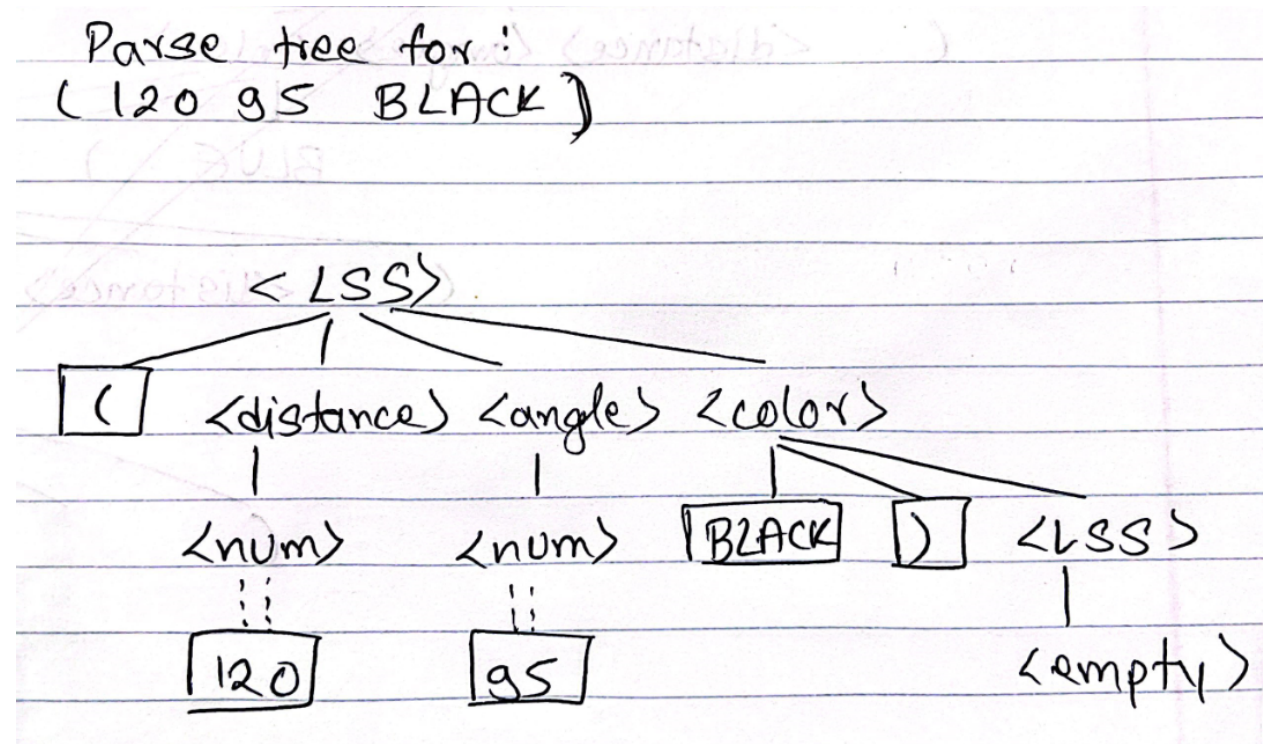 Parse tree for:
( 120 95 BLACK )
< LSS >
( <distance> <angle> <color>
<num> <num> BLACK ) <LSS>
120 95 <empty>